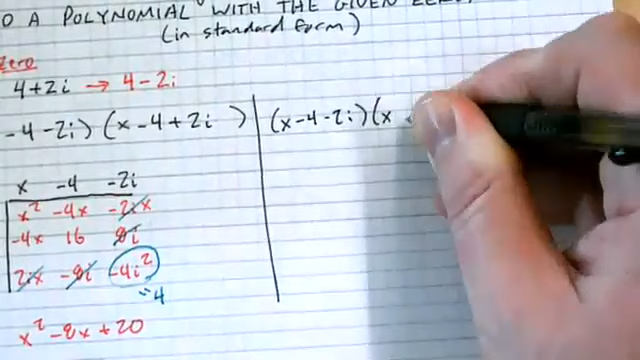 O A POLYNOMIAL WITH THE GIVEN
(in standard form)
Zero
4+2i → 4-2i
-4-2i) (x-4+2i ) (x-4-2i)(x
x -4 -2i
x² -4x -2ix
-4x 16 8i
2ix -8i -4i²
=4
x² -8x +20